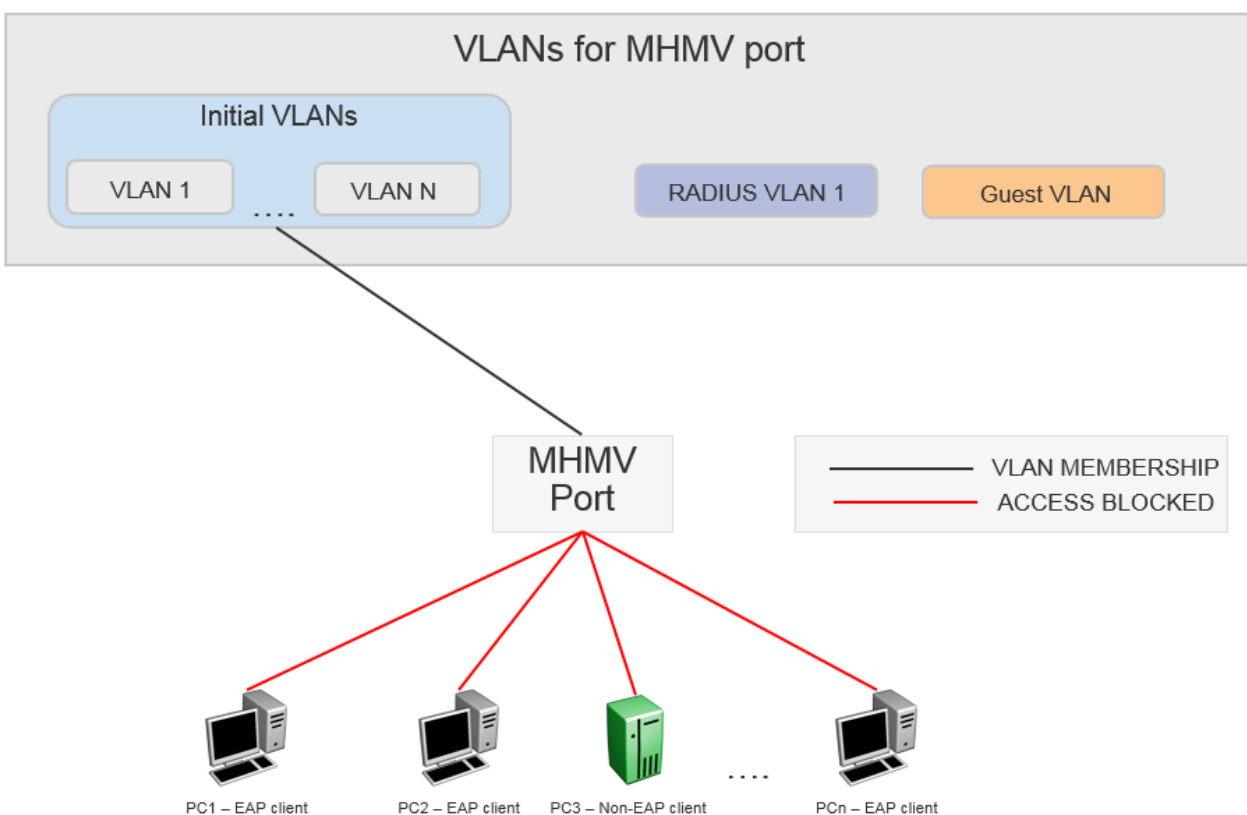 VLANs for MHMV port
Initial VLANs
VLAN 1
....
VLAN N
RADIUS VLAN 1
Guest VLAN
MHMV
Port
VLAN MEMBERSHIP
ACCESS BLOCKED
....
PC1 – EAP client
PC2 – EAP client
PC3 – Non-EAP client
PCn – EAP client